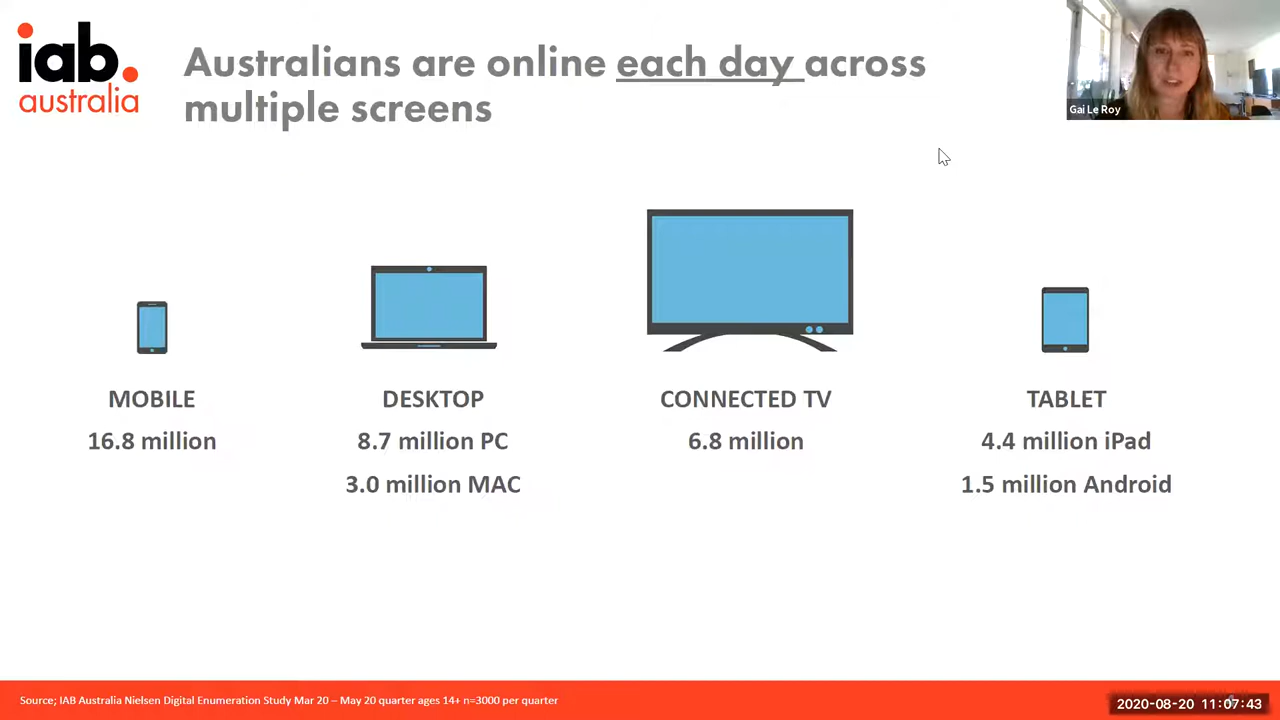 iab.
australia
Australians are online each day across
multiple screens
Gai Le Roy
MOBILE
16.8 million
DESKTOP
8.7 million PC
3.0 million MAC
CONNECTED TV
6.8 million
TABLET
4.4 million iPad
1.5 million Android
Source; IAB Australia Nielsen Digital Enumeration Study Mar 20 – May 20 quarter ages 14+ n=3000 per quarter
2020-08-20 11:07:43